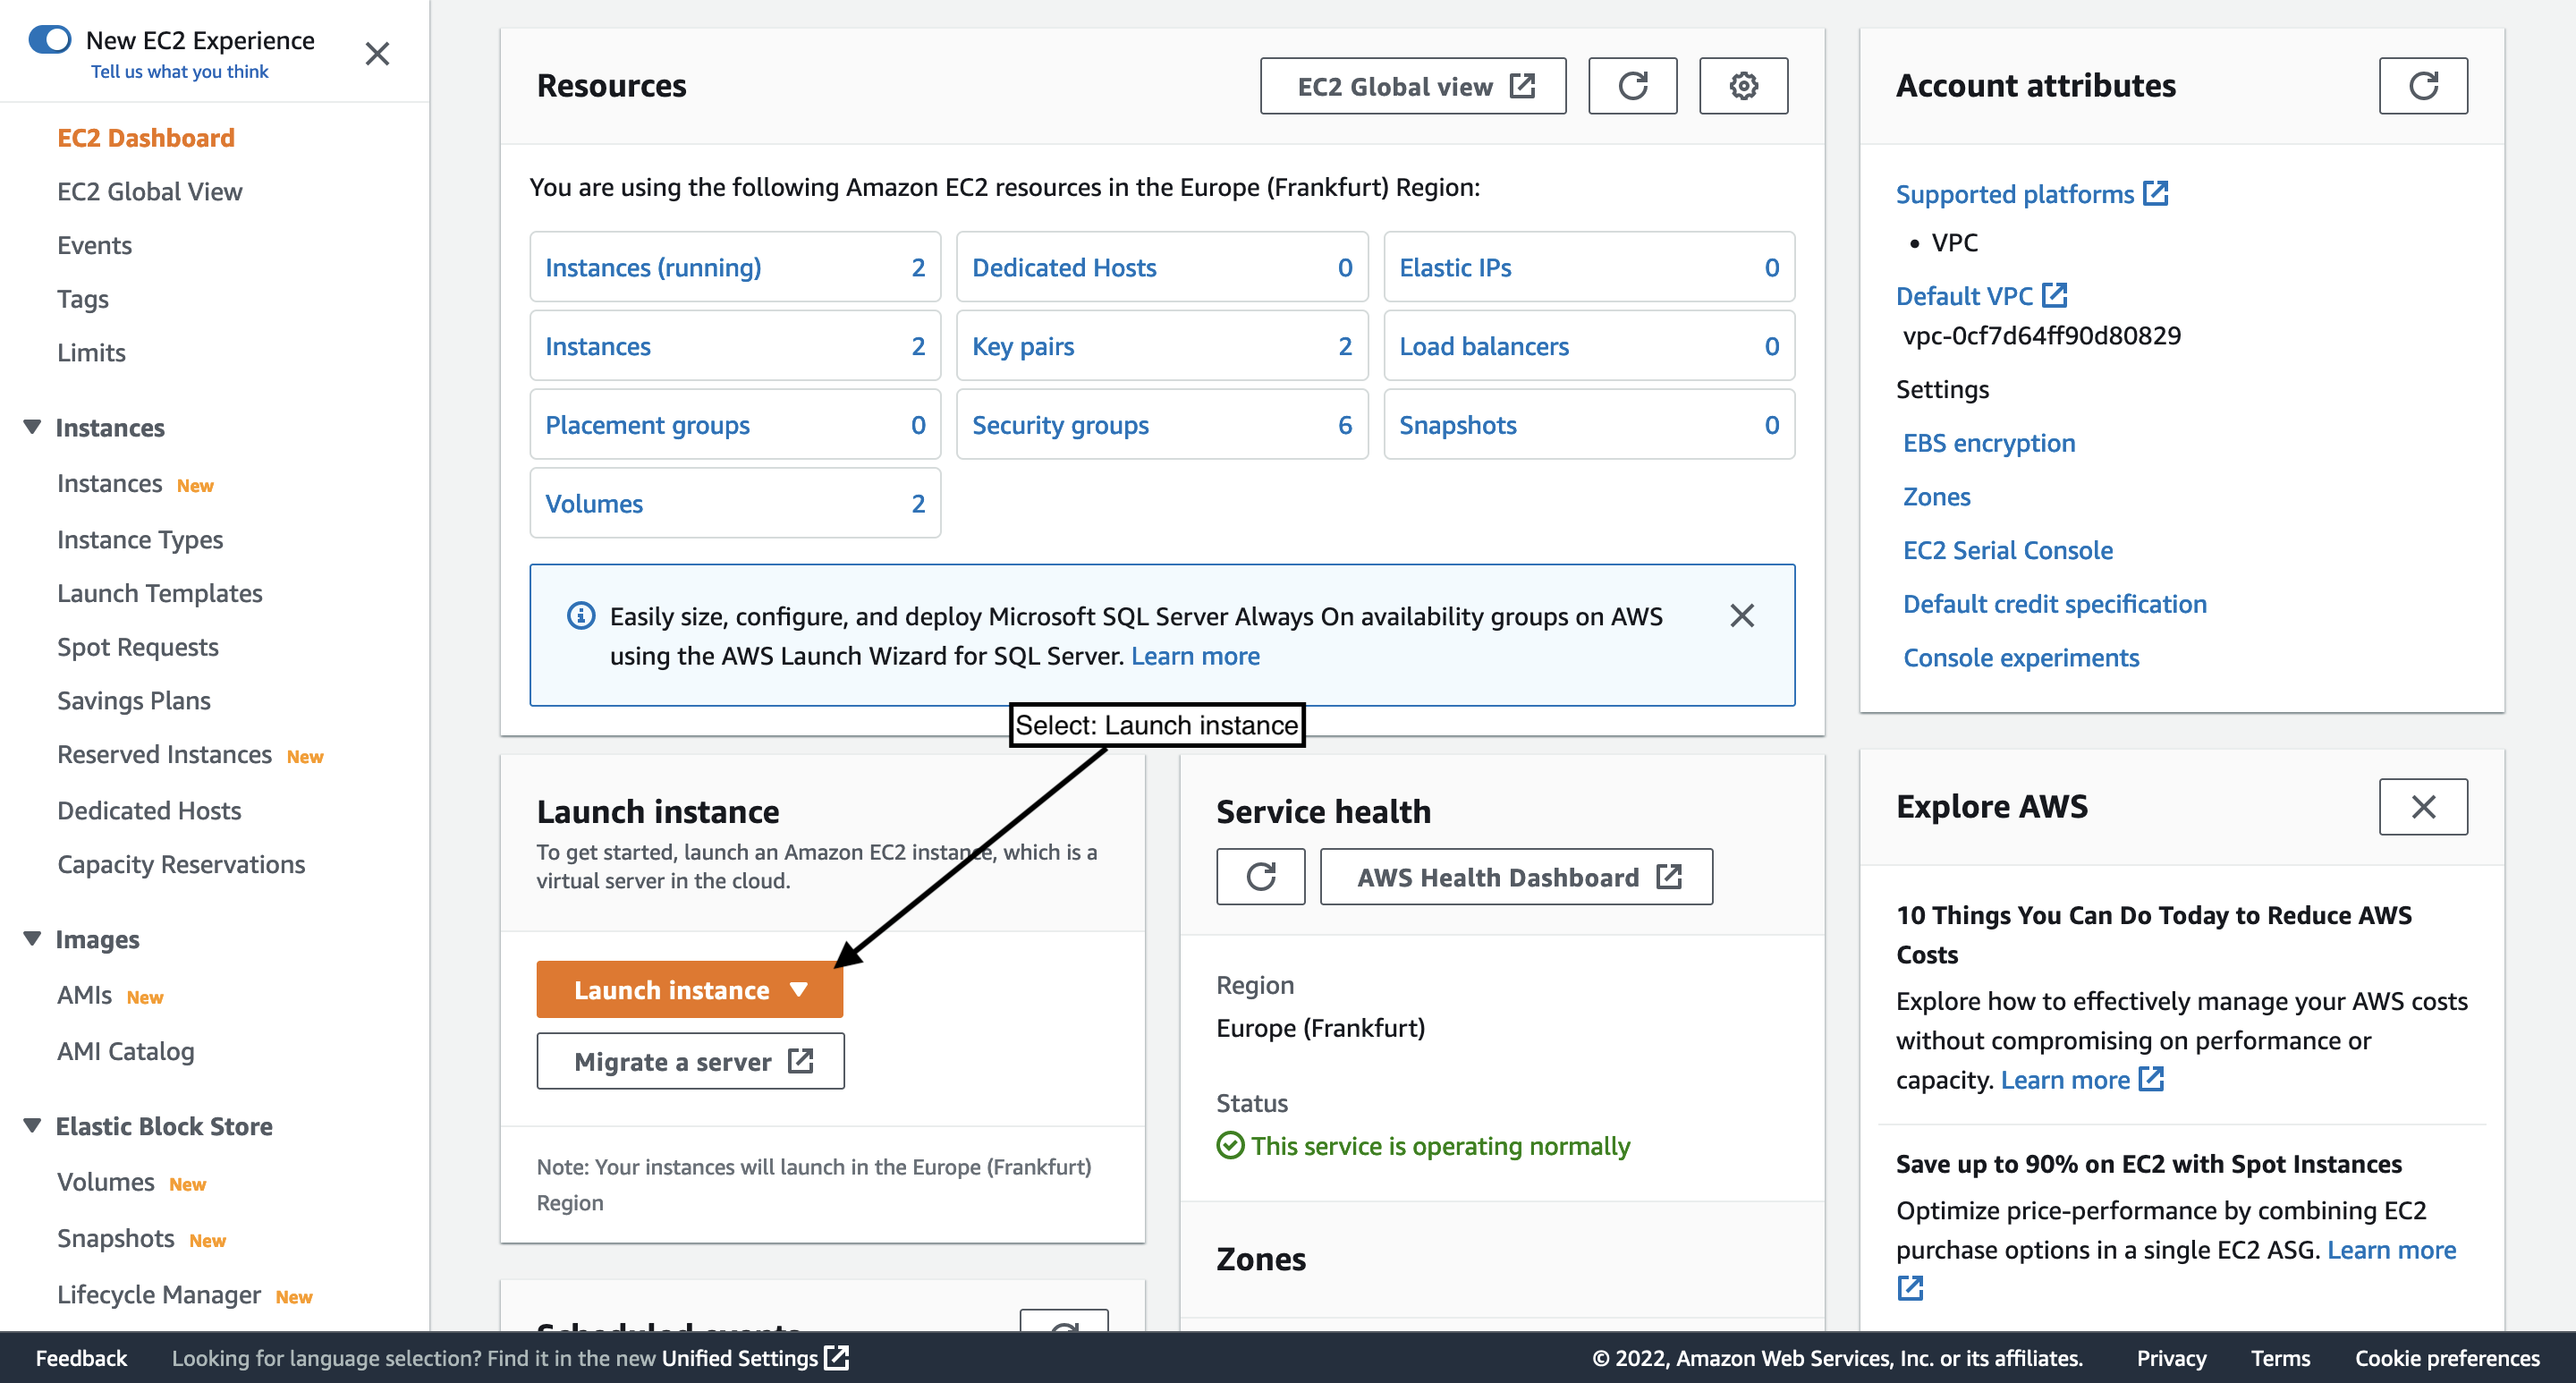 New EC2 Experience
Tell us what you think
EC2 Dashboard
EC2 Global View
Events
Tags
Limits
Instances
Instances New
Instance Types
Launch Templates
Spot Requests
Savings Plans
Reserved Instances New
Dedicated Hosts
Capacity Reservations
Images
AMIs New
AMI Catalog
Elastic Block Store
Volumes New
Snapshots New
Lifecycle Manager New
Resources
EC2 Global view
You are using the following Amazon EC2 resources in the Europe (Frankfurt) Region:
Instances (running) 2
Dedicated Hosts 0
Elastic IPs 0
Instances 2
Key pairs 2
Load balancers 0
Placement groups 0
Security groups 6
Snapshots 0
Volumes 2
Easily size, configure, and deploy Microsoft SQL Server Always On availability groups on AWS
using the AWS Launch Wizard for SQL Server. Learn more
Select: Launch instance
Launch instance
To get started, launch an Amazon EC2 instance, which is a
virtual server in the cloud.
Launch instance
Migrate a server
Note: Your instances will launch in the Europe (Frankfurt)
Region
Scheduled events
Service health
AWS Health Dashboard
Region
Europe (Frankfurt)
Status
This service is operating normally
Zones
Account attributes
Supported platforms
• VPC
Default VPC
vpc-0cf7d64ff90d80829
Settings
EBS encryption
Zones
EC2 Serial Console
Default credit specification
Console experiments
Explore AWS
10 Things You Can Do Today to Reduce AWS
Costs
Explore how to effectively manage your AWS costs
without compromising on performance or
capacity. Learn more
Save up to 90% on EC2 with Spot Instances
Optimize price-performance by combining EC2
purchase options in a single EC2 ASG. Learn more
Feedback
Looking for language selection? Find it in the new Unified Settings
© 2022, Amazon Web Services, Inc. or its affiliates.
Privacy
Terms
Cookie preferences